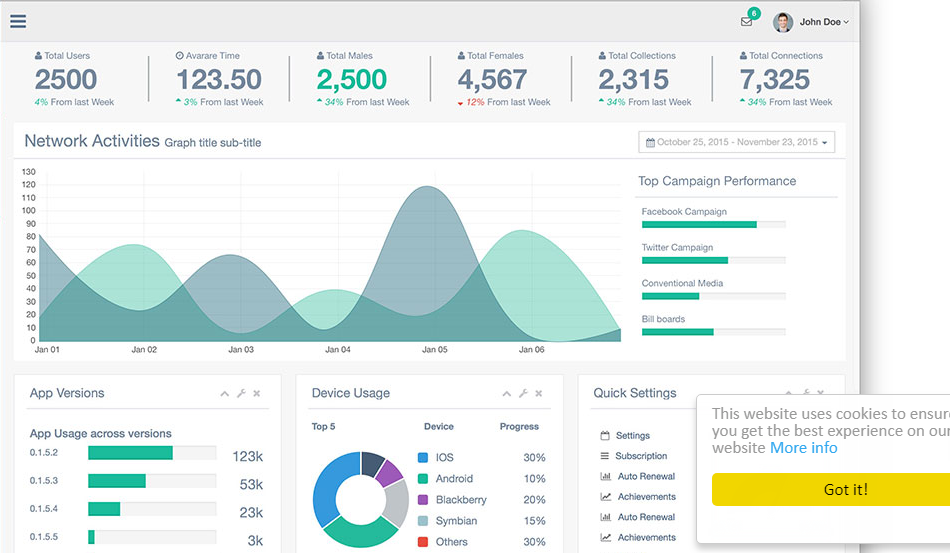 6
John Doe
Total Users
2500
4% From last Week
Avarare Time
123.50
3% From last Week
Total Males
2,500
34% From last Week
Total Females
4,567
12% From last Week
Total Collections
2,315
34% From last Week
Total Connections
7,325
34% From last Week
Network Activities Graph title sub-title
October 25, 2015 - November 23, 2015
130
120
110
100
90
80
70
60
50
40
30
20
10
0
Jan 01
Jan 02
Jan 03
Jan 04
Jan 05
Jan 06
Top Campaign Performance
Facebook Campaign
Twitter Campaign
Conventional Media
Bill boards
App Versions
App Usage across versions
0.1.5.2
123k
0.1.5.3
53k
0.1.5.4
23k
0.1.5.5
3k
Device Usage
Top 5
Device
Progress
IOS
30%
Android
10%
Blackberry
20%
Symbian
15%
Others
30%
Quick Settings
Settings
Subscription
Auto Renewal
Achievements
Auto Renewal
Achievements
This website uses cookies to ensure
you get the best experience on our
website More info
Got it!